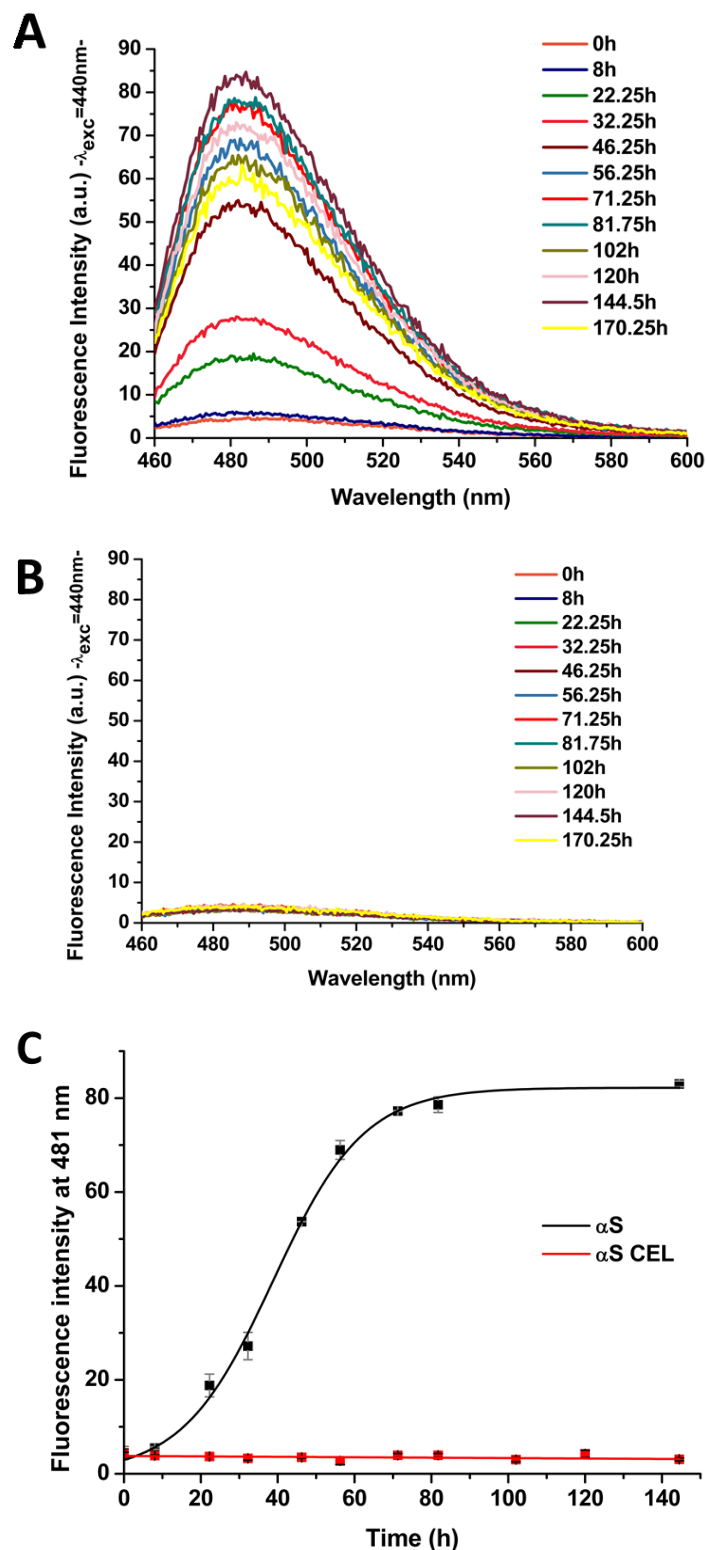 A
Fluorescence Intensity (a.u.) -λexc=440nm-
90
80
70
60
50
40
30
20
10
0
460 480 500 520 540 560 580 600
Wavelength (nm)
0h
8h
22.25h
32.25h
46.25h
56.25h
71.25h
81.75h
102h
120h
144.5h
170.25h
B
Fluorescence Intensity (a.u.) -λexc=440nm-
90
80
70
60
50
40
30
20
10
0
460 480 500 520 540 560 580 600
Wavelength (nm)
0h
8h
22.25h
32.25h
46.25h
56.25h
71.25h
81.75h
102h
120h
144.5h
170.25h
C
Fluorescence intensity at 481 nm
80
60
40
20
0
0 20 40 60 80 100 120 140
Time (h)
αS
αS CEL